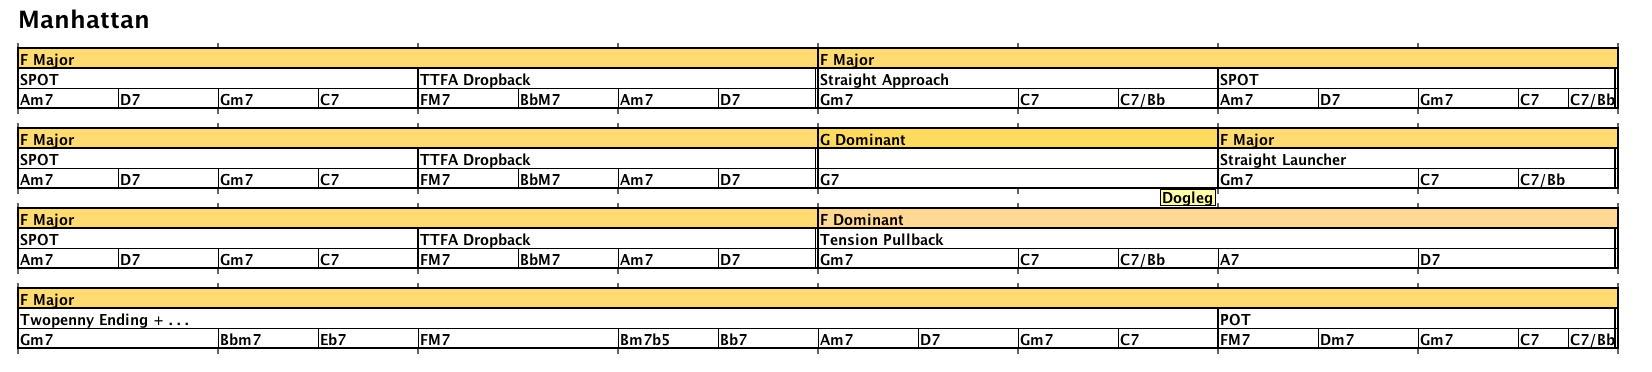 Manhattan
F Major F Major
SPOT TTFA Dropback Straight Approach SPOT
Am7 D7 Gm7 C7 FM7 BbM7 Am7 D7 Gm7 C7 C7/Bb Am7 D7 Gm7 C7 C7/Bb
F Major G Dominant F Major
SPOT TTFA Dropback Straight Launcher
Am7 D7 Gm7 C7 FM7 BbM7 Am7 D7 G7 Gm7 C7 C7/Bb
Dogleg
F Major F Dominant
SPOT TTFA Dropback Tension Pullback
Am7 D7 Gm7 C7 FM7 BbM7 Am7 D7 Gm7 C7 C7/Bb A7 D7
F Major
Twopenny Ending + ... POT
Gm7 Bbm7 Eb7 FM7 Bm7b5 Bb7 Am7 D7 Gm7 C7 FM7 Dm7 Gm7 C7 C7/Bb